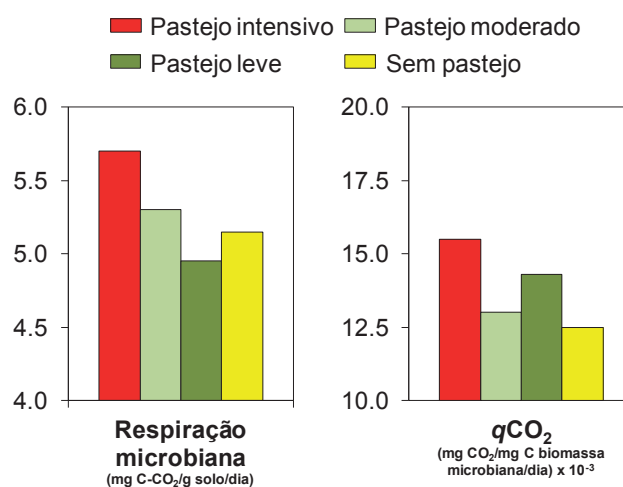 Pastejo intensivo
Pastejo moderado
Pastejo leve
Sem pastejo
6.0
5.5
5.0
4.5
4.0
Respiração
microbiana
(mg C-CO₂/g solo/dia)
20.0
17.5
15.0
12.5
10.0
qCO₂
(mg CO₂/mg C biomassa
microbiana/dia) x 10⁻³